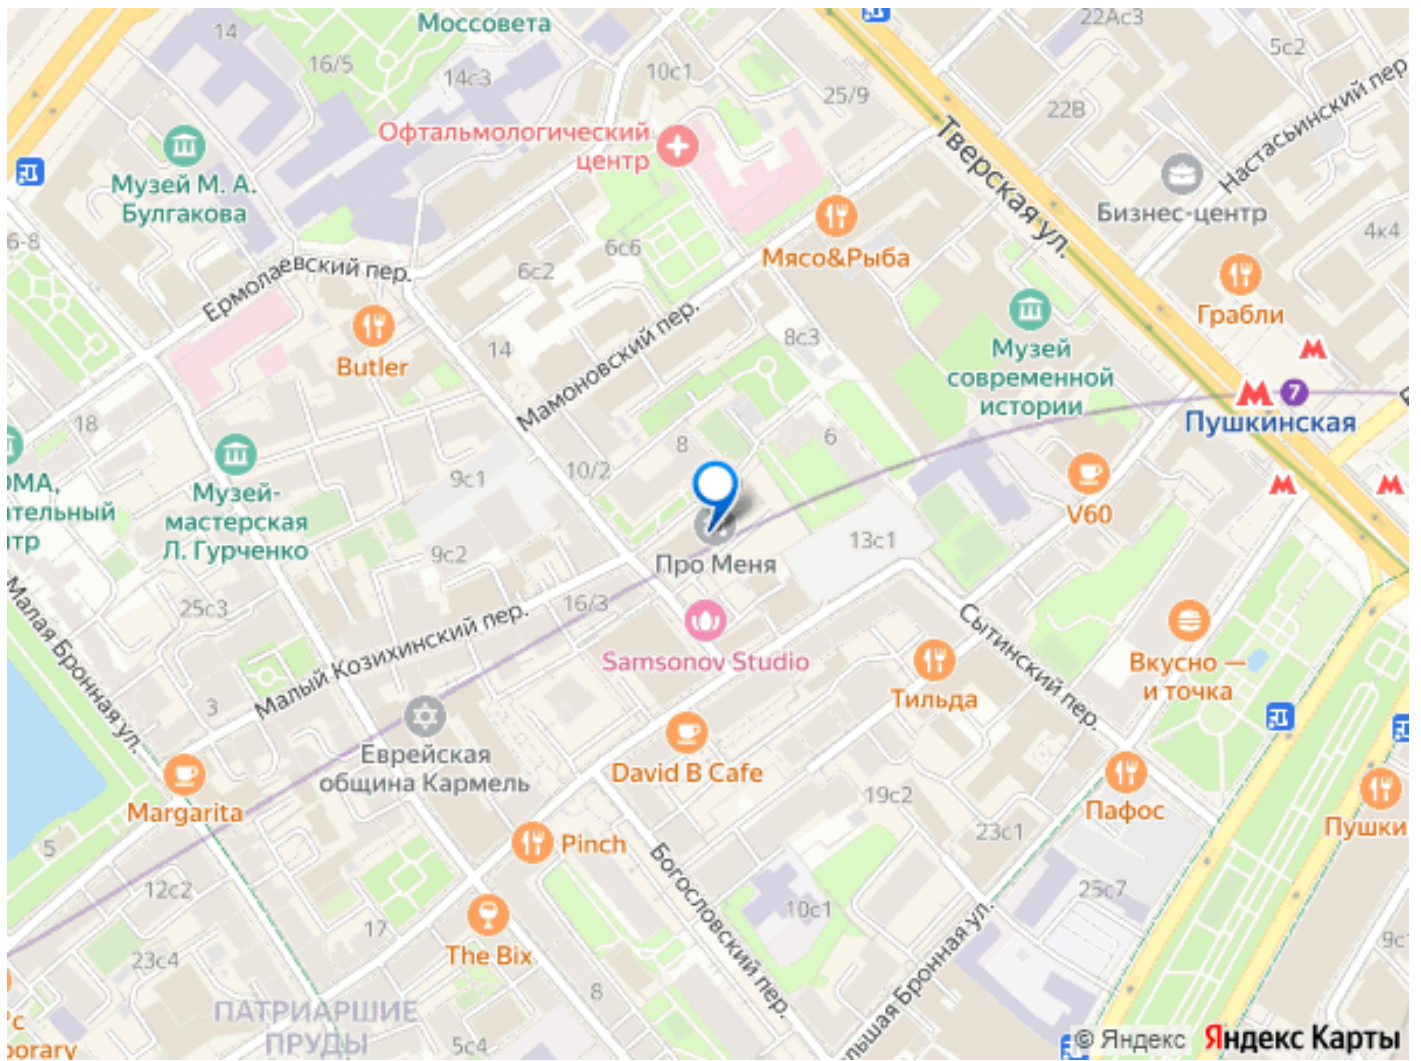 Моссовета
14
16/5
14с3
10с1
25/9
22Ас3
5с2
22В
Настасьинский пер.
Тверская ул.
Офтальмологический
центр
Музей М. А.
Булгакова
Бизнес-центр
4к4
6-8
6с6
6с2
Мясо&Рыба
Ермолаевский пер.
Грабли
Butler
14
Мамоновский пер.
8с3
Музей
современной
истории
7
Пушкинская
18
8
6
10/2
9с1
Музей-
мастерская
Л. Гурченко
V60
13с1
9с2
Про Меня
25с3
16/3
Малая Бронная ул.
Малый Козихинский пер.
Samsonov Studio
Сытинский пер.
Тильда
Вкусно —
и точка
3
Еврейская
община Кармель
David B Cafe
Margarita
19с2
Пафос
23с1
Пушки
5
Pinch
12с2
Богословский пер.
10с1
25с7
17
The Bix
23с4
8
9с1
ПАТРИАРШИЕ
ПРУДЫ
5с4
льшая Бронная ул.
© Яндекс Яндекс Карты